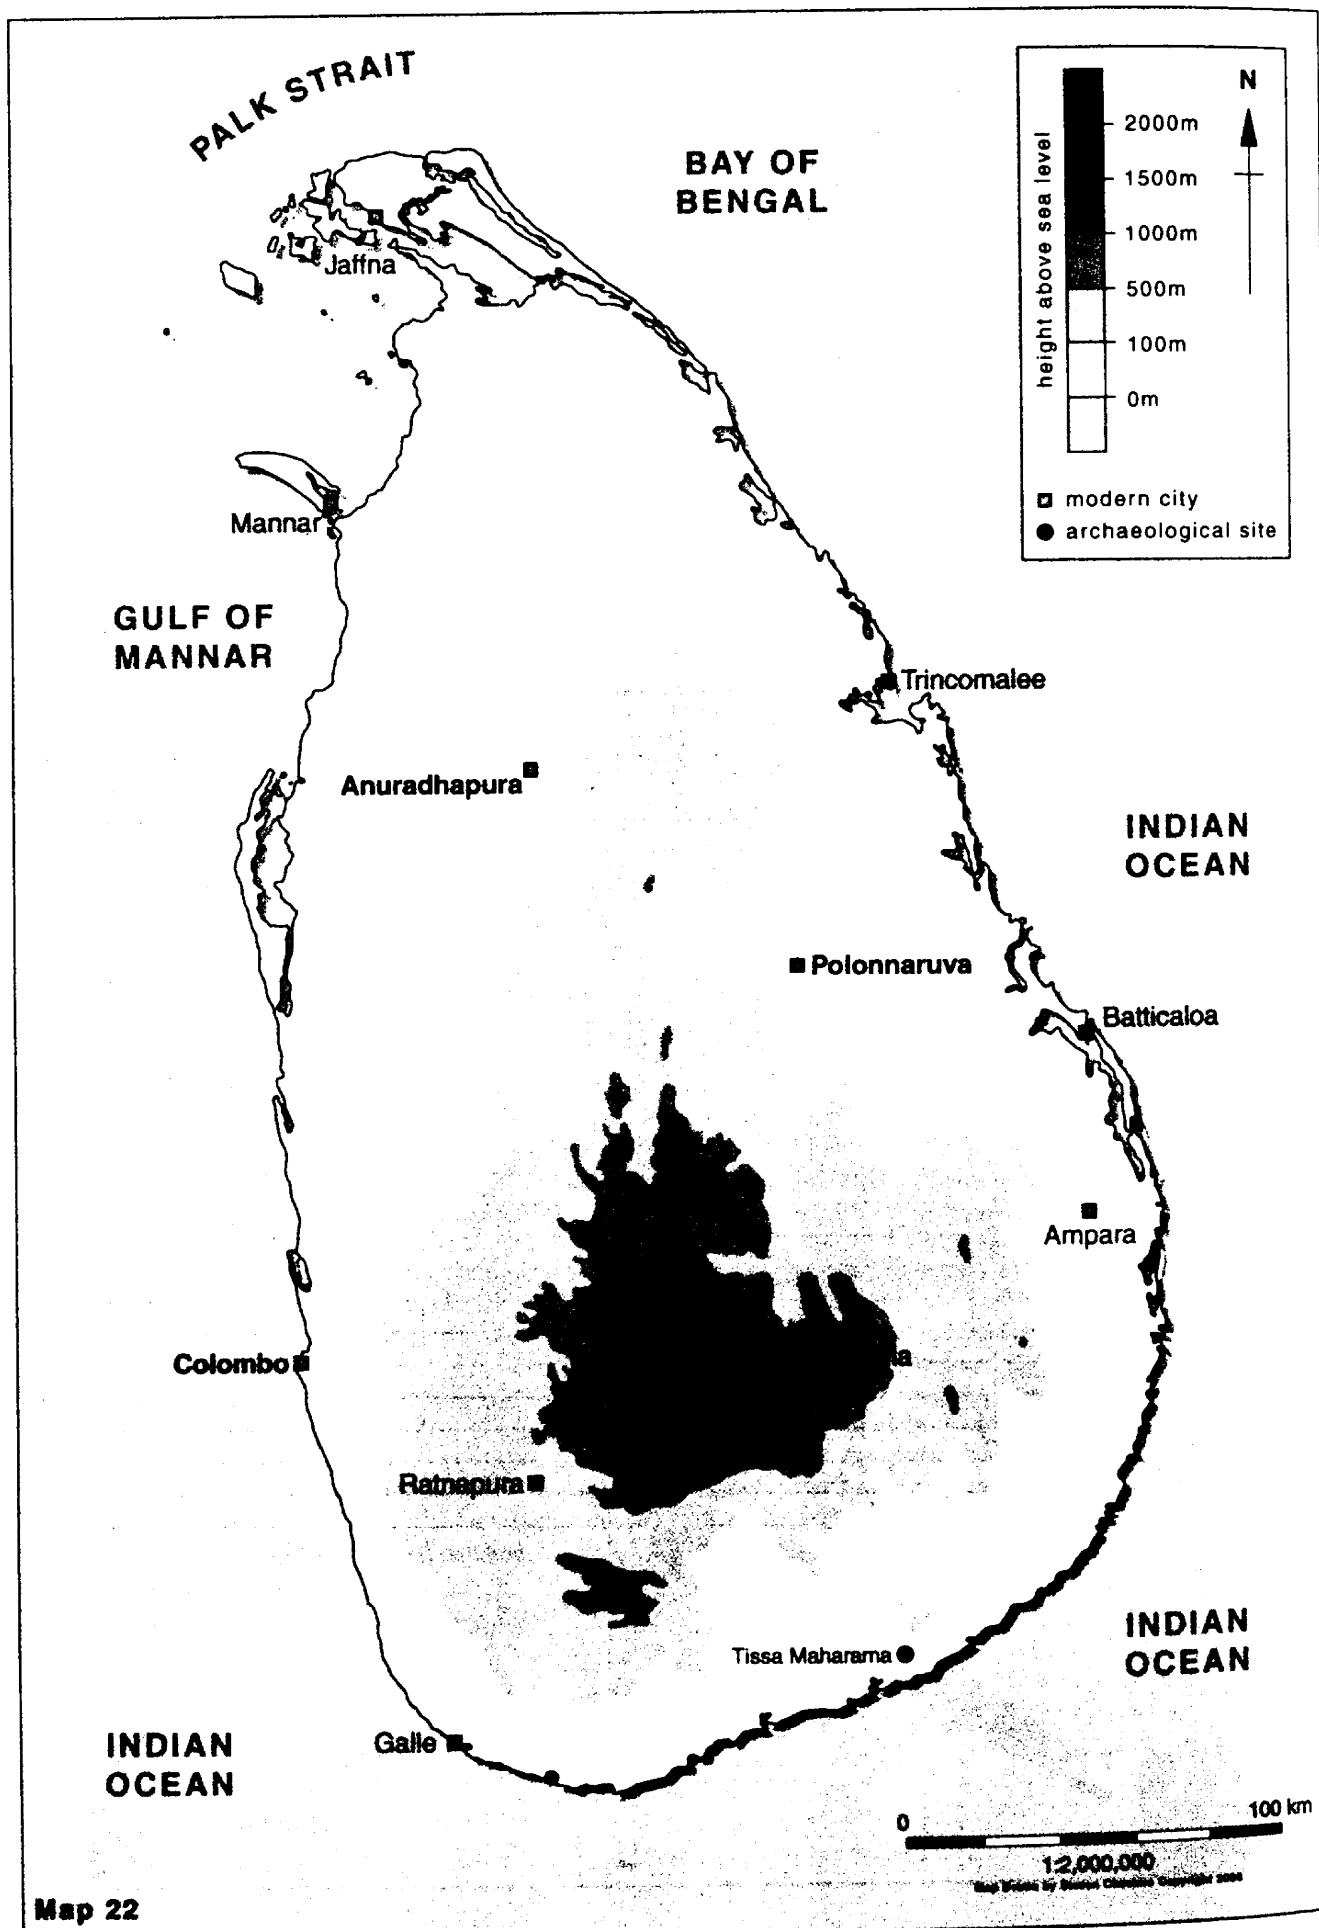 PALK STRAIT
BAY OF
BENGAL
N
height above sea level
2000m
1500m
1000m
500m
100m
0m
modern city
archaeological site
Jaffna
Mannar
GULF OF
MANNAR
Trincomalee
Anuradhapura
INDIAN
OCEAN
Polonnaruva
Batticaloa
Ampara
Colombo
Ratnapura
Tissa Maharama
INDIAN
OCEAN
Galle
INDIAN
OCEAN
0
100 km
1:2,000,000
Copyright
Map 22